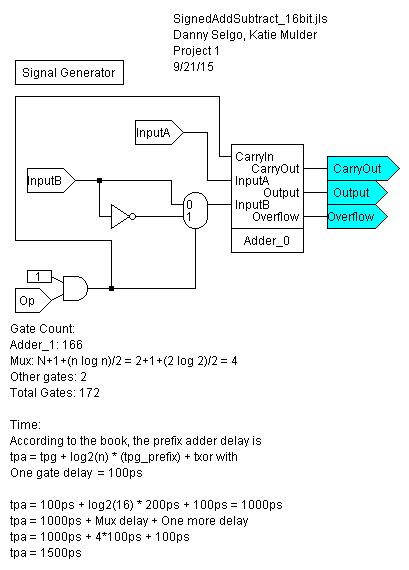 SignedAddSubtract_16bit.jls
Danny Selgo, Katie Mulder
Project 1
9/21/15
Signal Generator
InputA
CarryIn
CarryOut
CarryOut
InputA
InputB
Output
Output
0
InputB
1
Overflow
Overflow
Adder_0
1
Op
Gate Count:
Adder_1: 166
Mux: N+1+(n log n)/2 = 2+1+(2 log 2)/2 = 4
Other gates: 2
Total Gates: 172
Time:
According to the book, the prefix adder delay is
tpa = tpg + log2(n) * (tpg_prefix) + txor with
One gate delay = 100ps
tpa = 100ps + log2(16) * 200ps + 100ps = 1000ps
tpa = 1000ps + Mux delay + One more delay
tpa = 1000ps + 4*100ps + 100ps
tpa = 1500ps